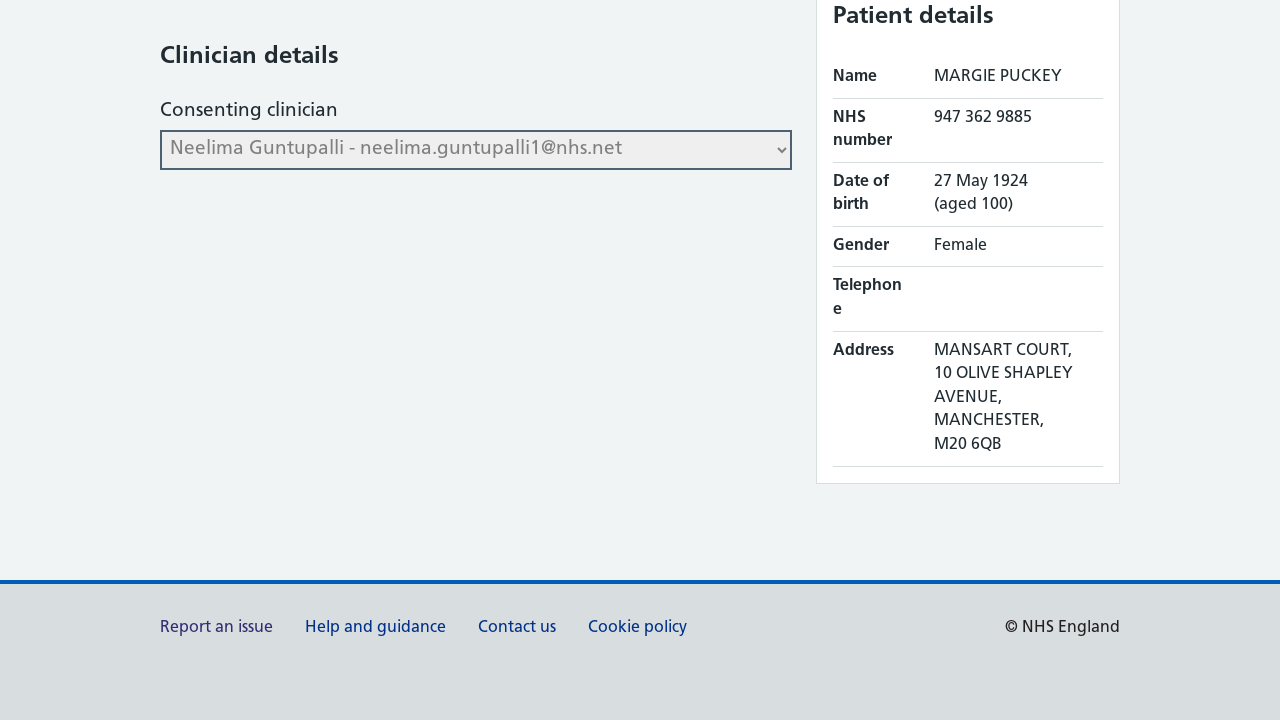 Clinician details
Consenting clinician
Neelima Guntupalli - neelima.guntupalli1@nhs.net
Patient details
Name MARGIE PUCKEY
NHS 947 362 9885
number
Date of 27 May 1924
birth (aged 100)
Gender Female
Telephon
e
Address MANSART COURT,
10 OLIVE SHAPLEY
AVENUE,
MANCHESTER,
M20 6QB
Report an issue Help and guidance Contact us Cookie policy © NHS England